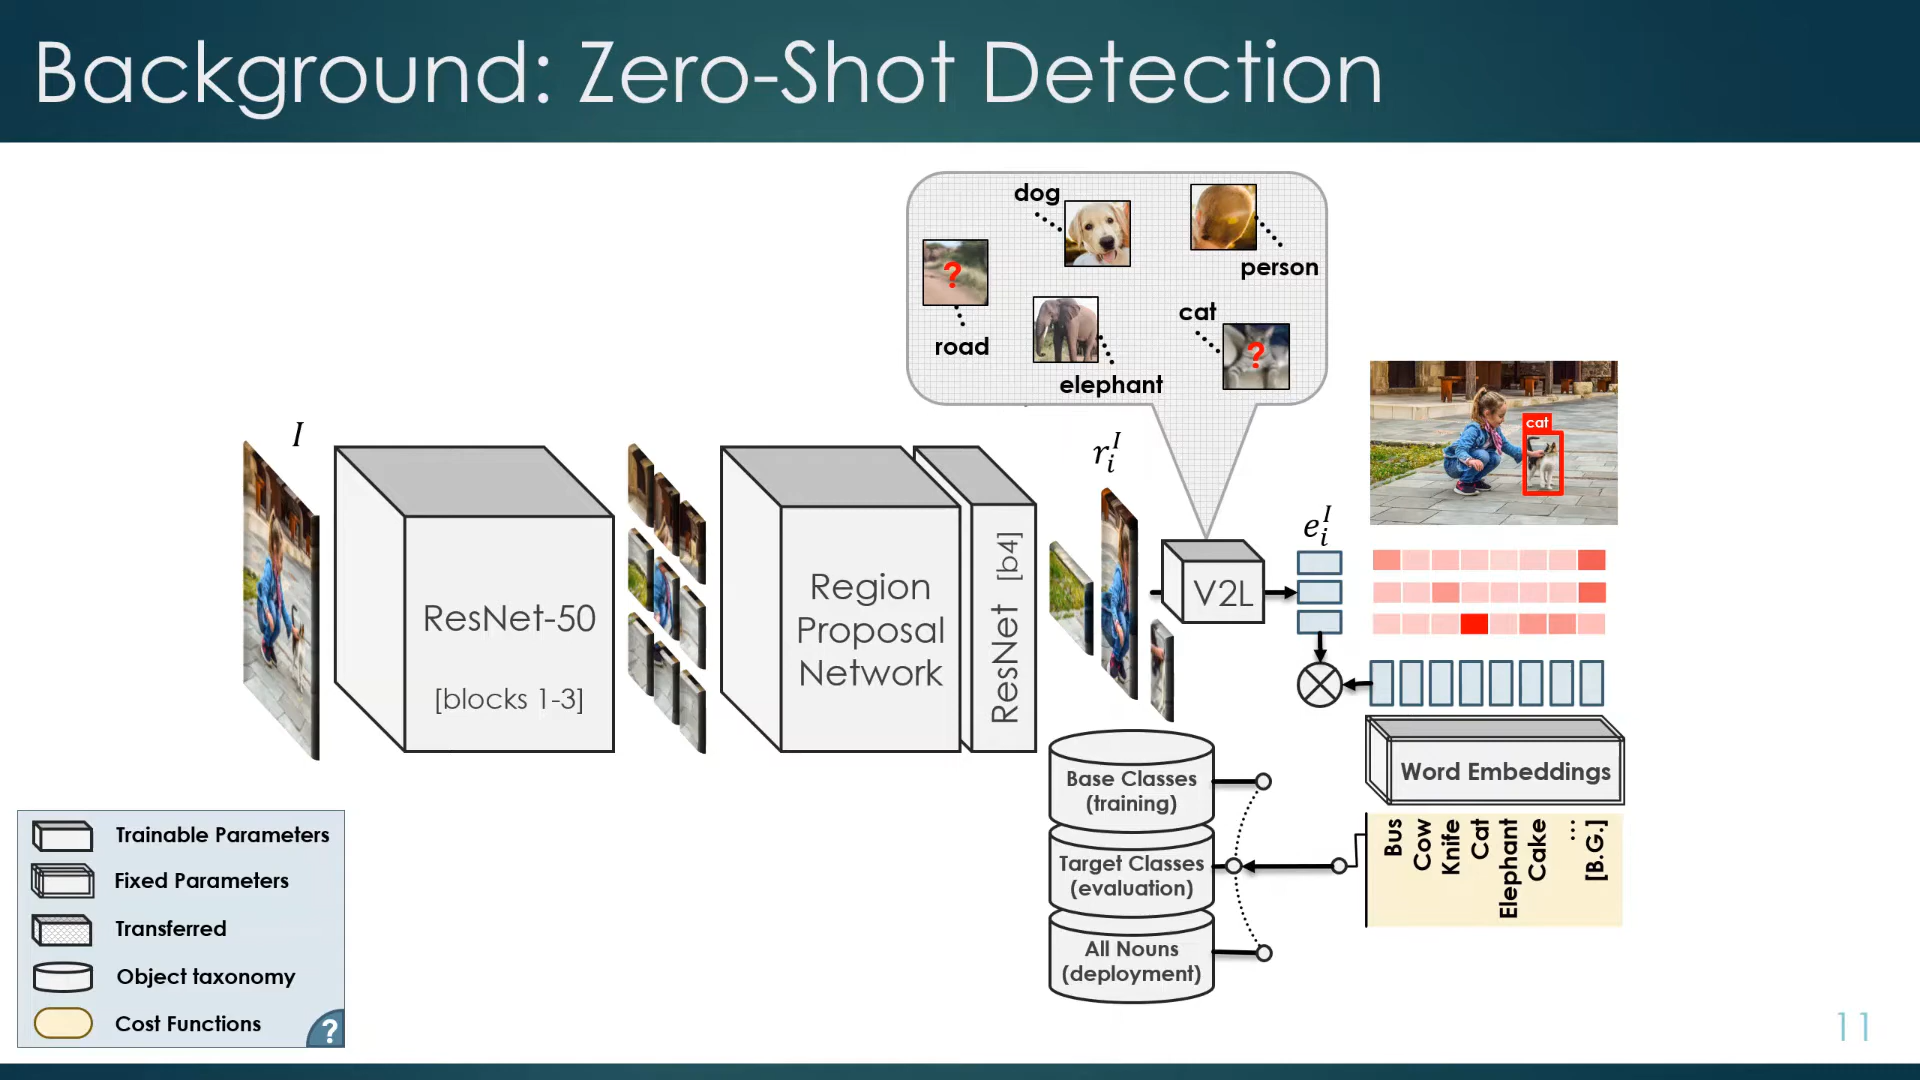 Background: Zero-Shot Detection
dog
person
?
road
elephant
cat
?
cat
I
ResNet-50
[blocks 1-3]
Region
Proposal
Network
ResNet [b4]
r_i^I
V2L
e_i^I
Word Embeddings
Bus
Cow
Knife
Cat
Elephant
Cake
...
[B.G.]
Base Classes
(training)
Target Classes
(evaluation)
All Nouns
(deployment)
Trainable Parameters
Fixed Parameters
Transferred
Object taxonomy
Cost Functions
?
11